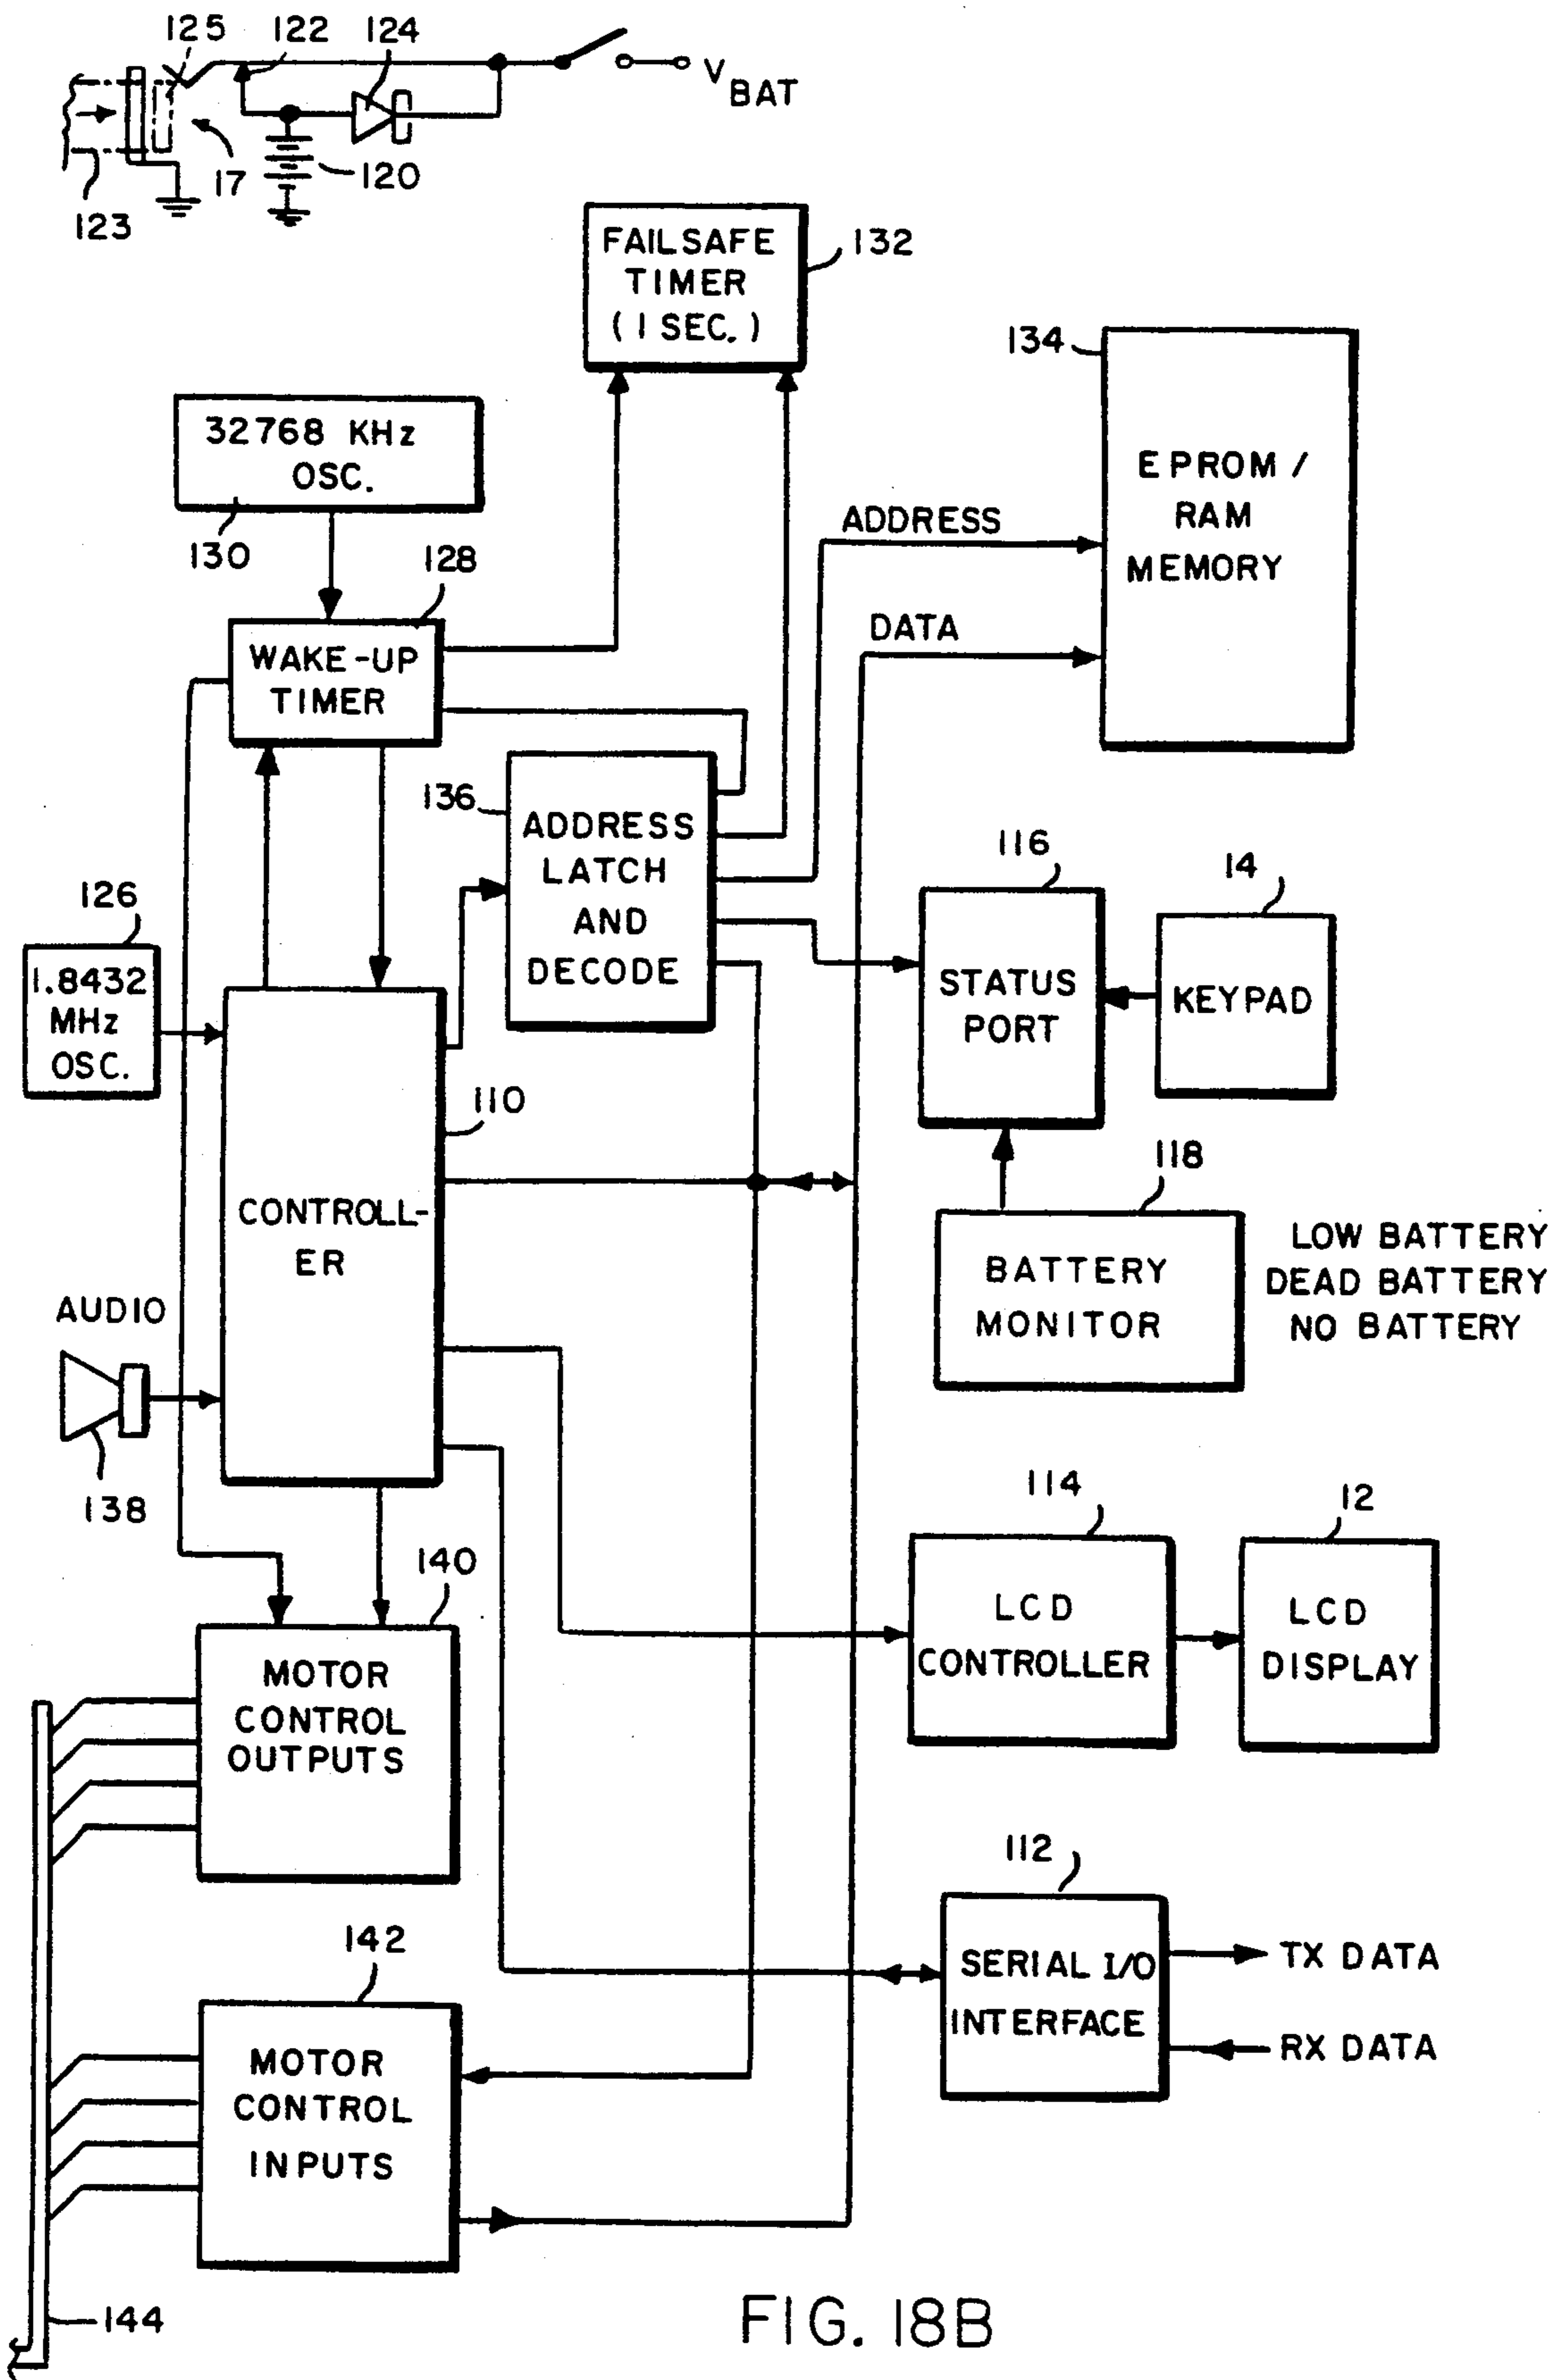 125
122
124
V
BAT
17
120
123
FAILSAFE
TIMER
(1 SEC.)
132
134
EPROM /
RAM
MEMORY
32768 KHz
OSC.
130
128
ADDRESS
DATA
WAKE-UP
TIMER
136
ADDRESS
LATCH
AND
DECODE
116
14
126
1.8432
MHz
OSC.
STATUS
PORT
KEYPAD
110
118
CONTROLL-
ER
BATTERY
MONITOR
LOW BATTERY
DEAD BATTERY
NO BATTERY
AUDIO
138
114
12
140
LCD
CONTROLLER
LCD
DISPLAY
MOTOR
CONTROL
OUTPUTS
112
142
SERIAL I/O
INTERFACE
TX DATA
RX DATA
MOTOR
CONTROL
INPUTS
144
FIG. 18B